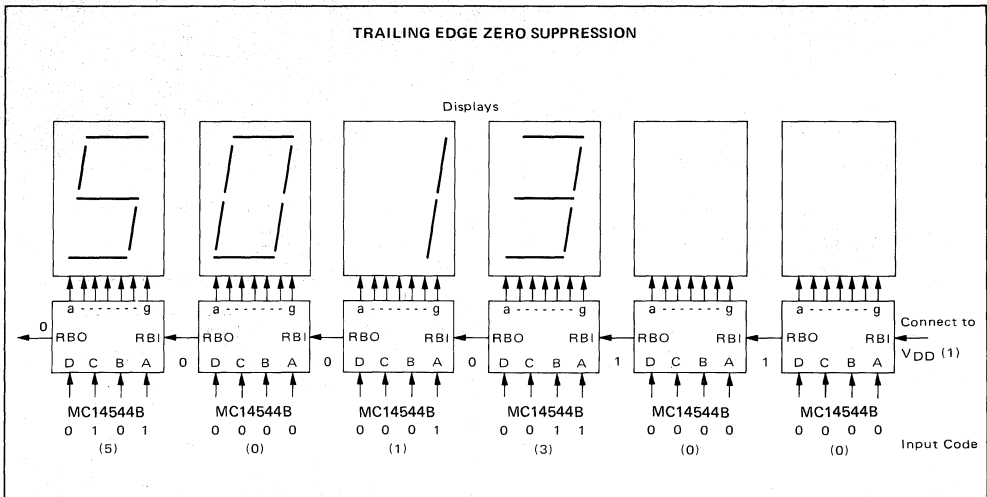 TRAILING EDGE ZERO SUPPRESSION
Displays
a - - - - - - - g a - - - - - - - g a - - - - - - - g a - - - - - - - g a - - - - - - - g a - - - - - - - g
0 RBO RBI RBO RBI RBO RBI RBO RBI RBO RBI RBO RBI Connect to
D C B A 0 D C B A 0 D C B A 0 D C B A 1 D C B A 1 D C B A VDD (1)
MC14544B MC14544B MC14544B MC14544B MC14544B MC14544B
0 1 0 1 0 0 0 0 0 0 0 1 0 0 1 1 0 0 0 0 0 0 0 0 Input Code
(5) (0) (1) (3) (0) (0)